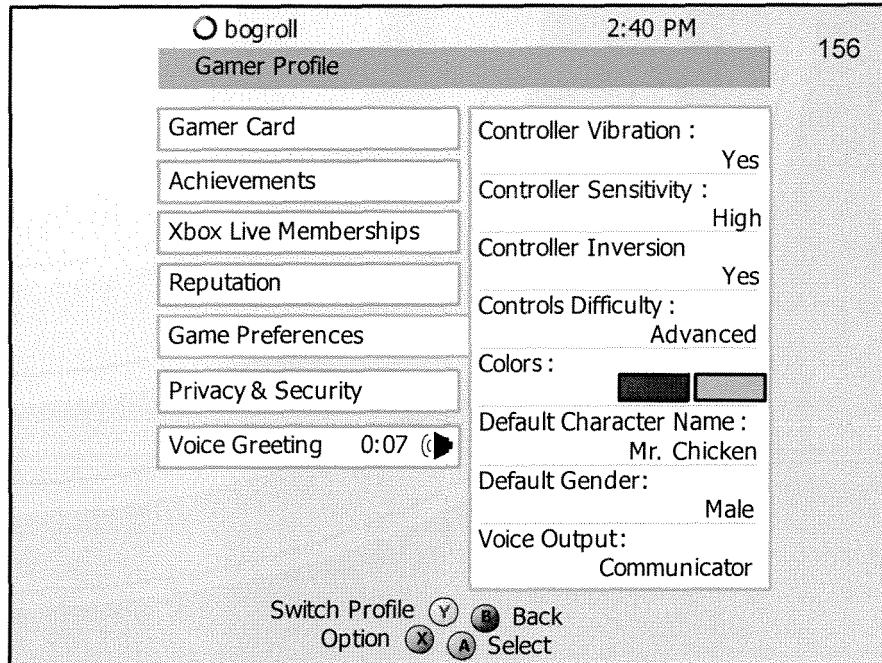 bogroll 2:40 PM
156
Gamer Profile
Gamer Card
Achievements
Xbox Live Memberships
Reputation
Game Preferences
Privacy & Security
Voice Greeting 0:07
Controller Vibration :
Yes
Controller Sensitivity :
High
Controller Inversion
Yes
Controls Difficulty :
Advanced
Colors :
Default Character Name :
Mr. Chicken
Default Gender:
Male
Voice Output:
Communicator
Switch Profile Y B Back
Option X A Select